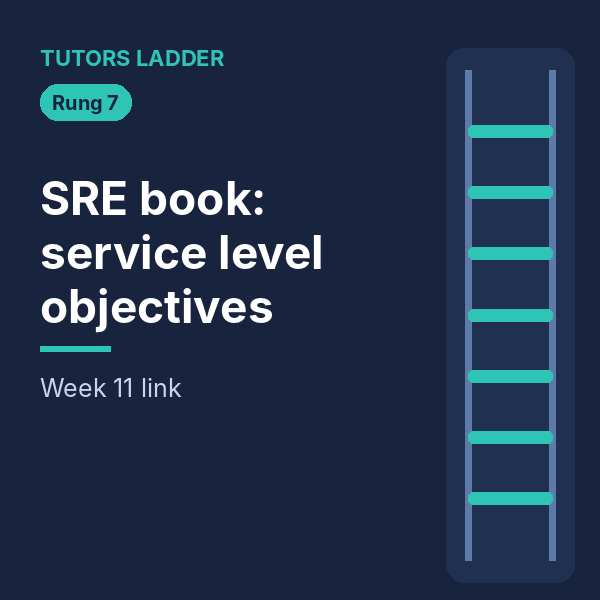 TUTORS LADDER
Rung 7
SRE book:
service level
objectives
Week 11 link